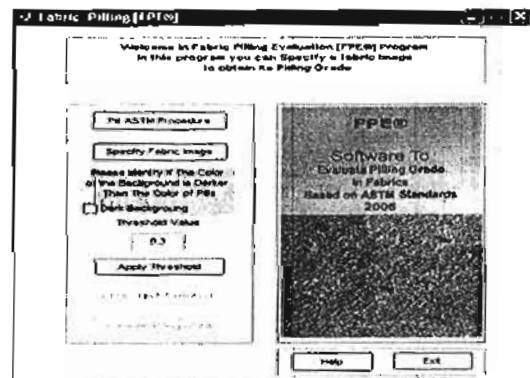 Fabric Pilling [FPE®]
Welcome in Fabric Pilling Evaluation [FPE®] Program
In this program you can Specify a fabric Image
to obtain its Pilling Grade
Pill ASTM Procedure
Specify Fabric Image
Please Identify If The Color
of the Background is Darker
Than The Color of Pills
Dark Background
Threshold Value
0.3
Apply Threshold
FPE®
Software To
Evaluate Pilling Grade
in Fabrics
Based on ASTM Standards
2006
Help
Exit